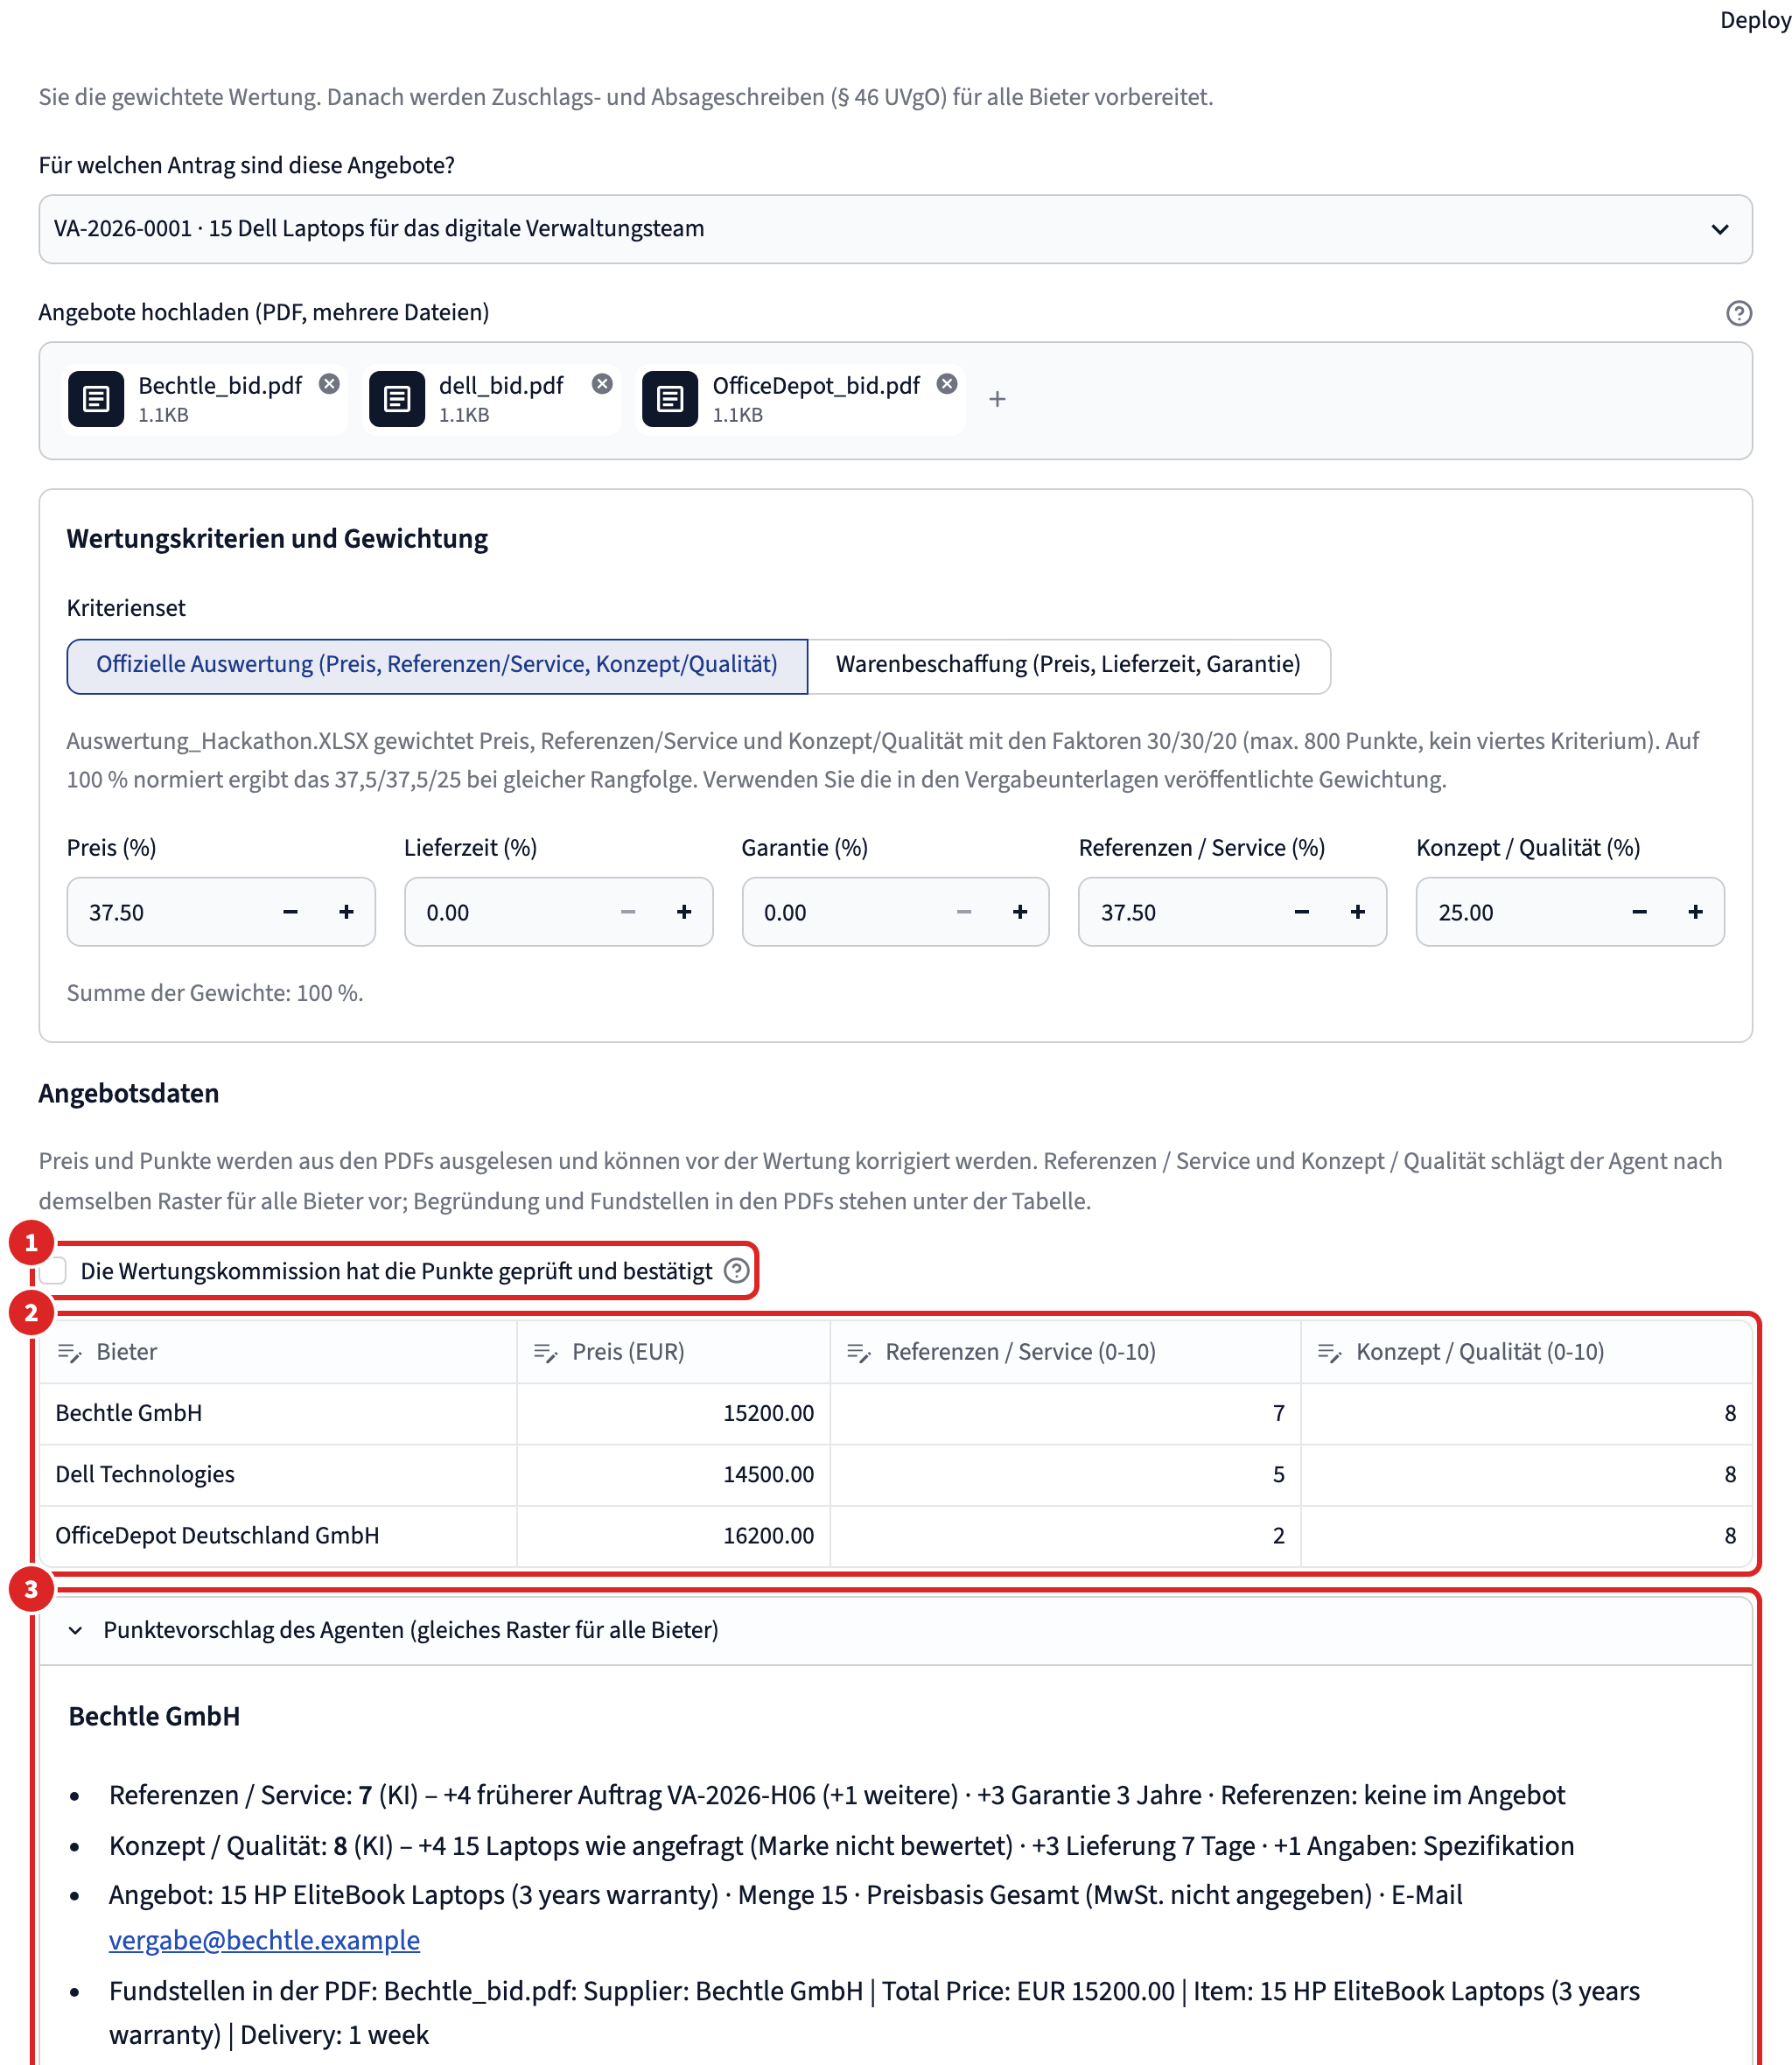 Deploy
Sie die gewichtete Wertung. Danach werden Zuschlags- und Absageschreiben (§ 46 UVgO) für alle Bieter vorbereitet.
Für welchen Antrag sind diese Angebote?
VA-2026-0001 · 15 Dell Laptops für das digitale Verwaltungsteam
Angebote hochladen (PDF, mehrere Dateien)
Bechtle_bid.pdf
1.1KB
dell_bid.pdf
1.1KB
OfficeDepot_bid.pdf
1.1KB
Wertungskriterien und Gewichtung
Kriterienset
Offizielle Auswertung (Preis, Referenzen/Service, Konzept/Qualität)
Warenbeschaffung (Preis, Lieferzeit, Garantie)
Auswertung_Hackathon.XLSX gewichtet Preis, Referenzen/Service und Konzept/Qualität mit den Faktoren 30/30/20 (max. 800 Punkte, kein viertes Kriterium). Auf
100 % normiert ergibt das 37,5/37,5/25 bei gleicher Rangfolge. Verwenden Sie die in den Vergabeunterlagen veröffentlichte Gewichtung.
Preis (%)
Lieferzeit (%)
Garantie (%)
Referenzen / Service (%)
Konzept / Qualität (%)
37.50
0.00
0.00
37.50
25.00
Summe der Gewichte: 100 %.
Angebotsdaten
Preis und Punkte werden aus den PDFs ausgelesen und können vor der Wertung korrigiert werden. Referenzen / Service und Konzept / Qualität schlägt der Agent nach
demselben Raster für alle Bieter vor; Begründung und Fundstellen in den PDFs stehen unter der Tabelle.
1
Die Wertungskommission hat die Punkte geprüft und bestätigt
2
Bieter
Preis (EUR)
Referenzen / Service (0-10)
Konzept / Qualität (0-10)
Bechtle GmbH
15200.00
7
8
Dell Technologies
14500.00
5
8
OfficeDepot Deutschland GmbH
16200.00
2
8
3
Punktevorschlag des Agenten (gleiches Raster für alle Bieter)
Bechtle GmbH
• Referenzen / Service: 7 (KI) – +4 früherer Auftrag VA-2026-H06 (+1 weitere) · +3 Garantie 3 Jahre · Referenzen: keine im Angebot
• Konzept / Qualität: 8 (KI) – +4 15 Laptops wie angefragt (Marke nicht bewertet) · +3 Lieferung 7 Tage · +1 Angaben: Spezifikation
• Angebot: 15 HP EliteBook Laptops (3 years warranty) · Menge 15 · Preisbasis Gesamt (MwSt. nicht angegeben) · E-Mail
vergabe@bechtle.example
• Fundstellen in der PDF: Bechtle_bid.pdf: Supplier: Bechtle GmbH | Total Price: EUR 15200.00 | Item: 15 HP EliteBook Laptops (3 years
warranty) | Delivery: 1 week